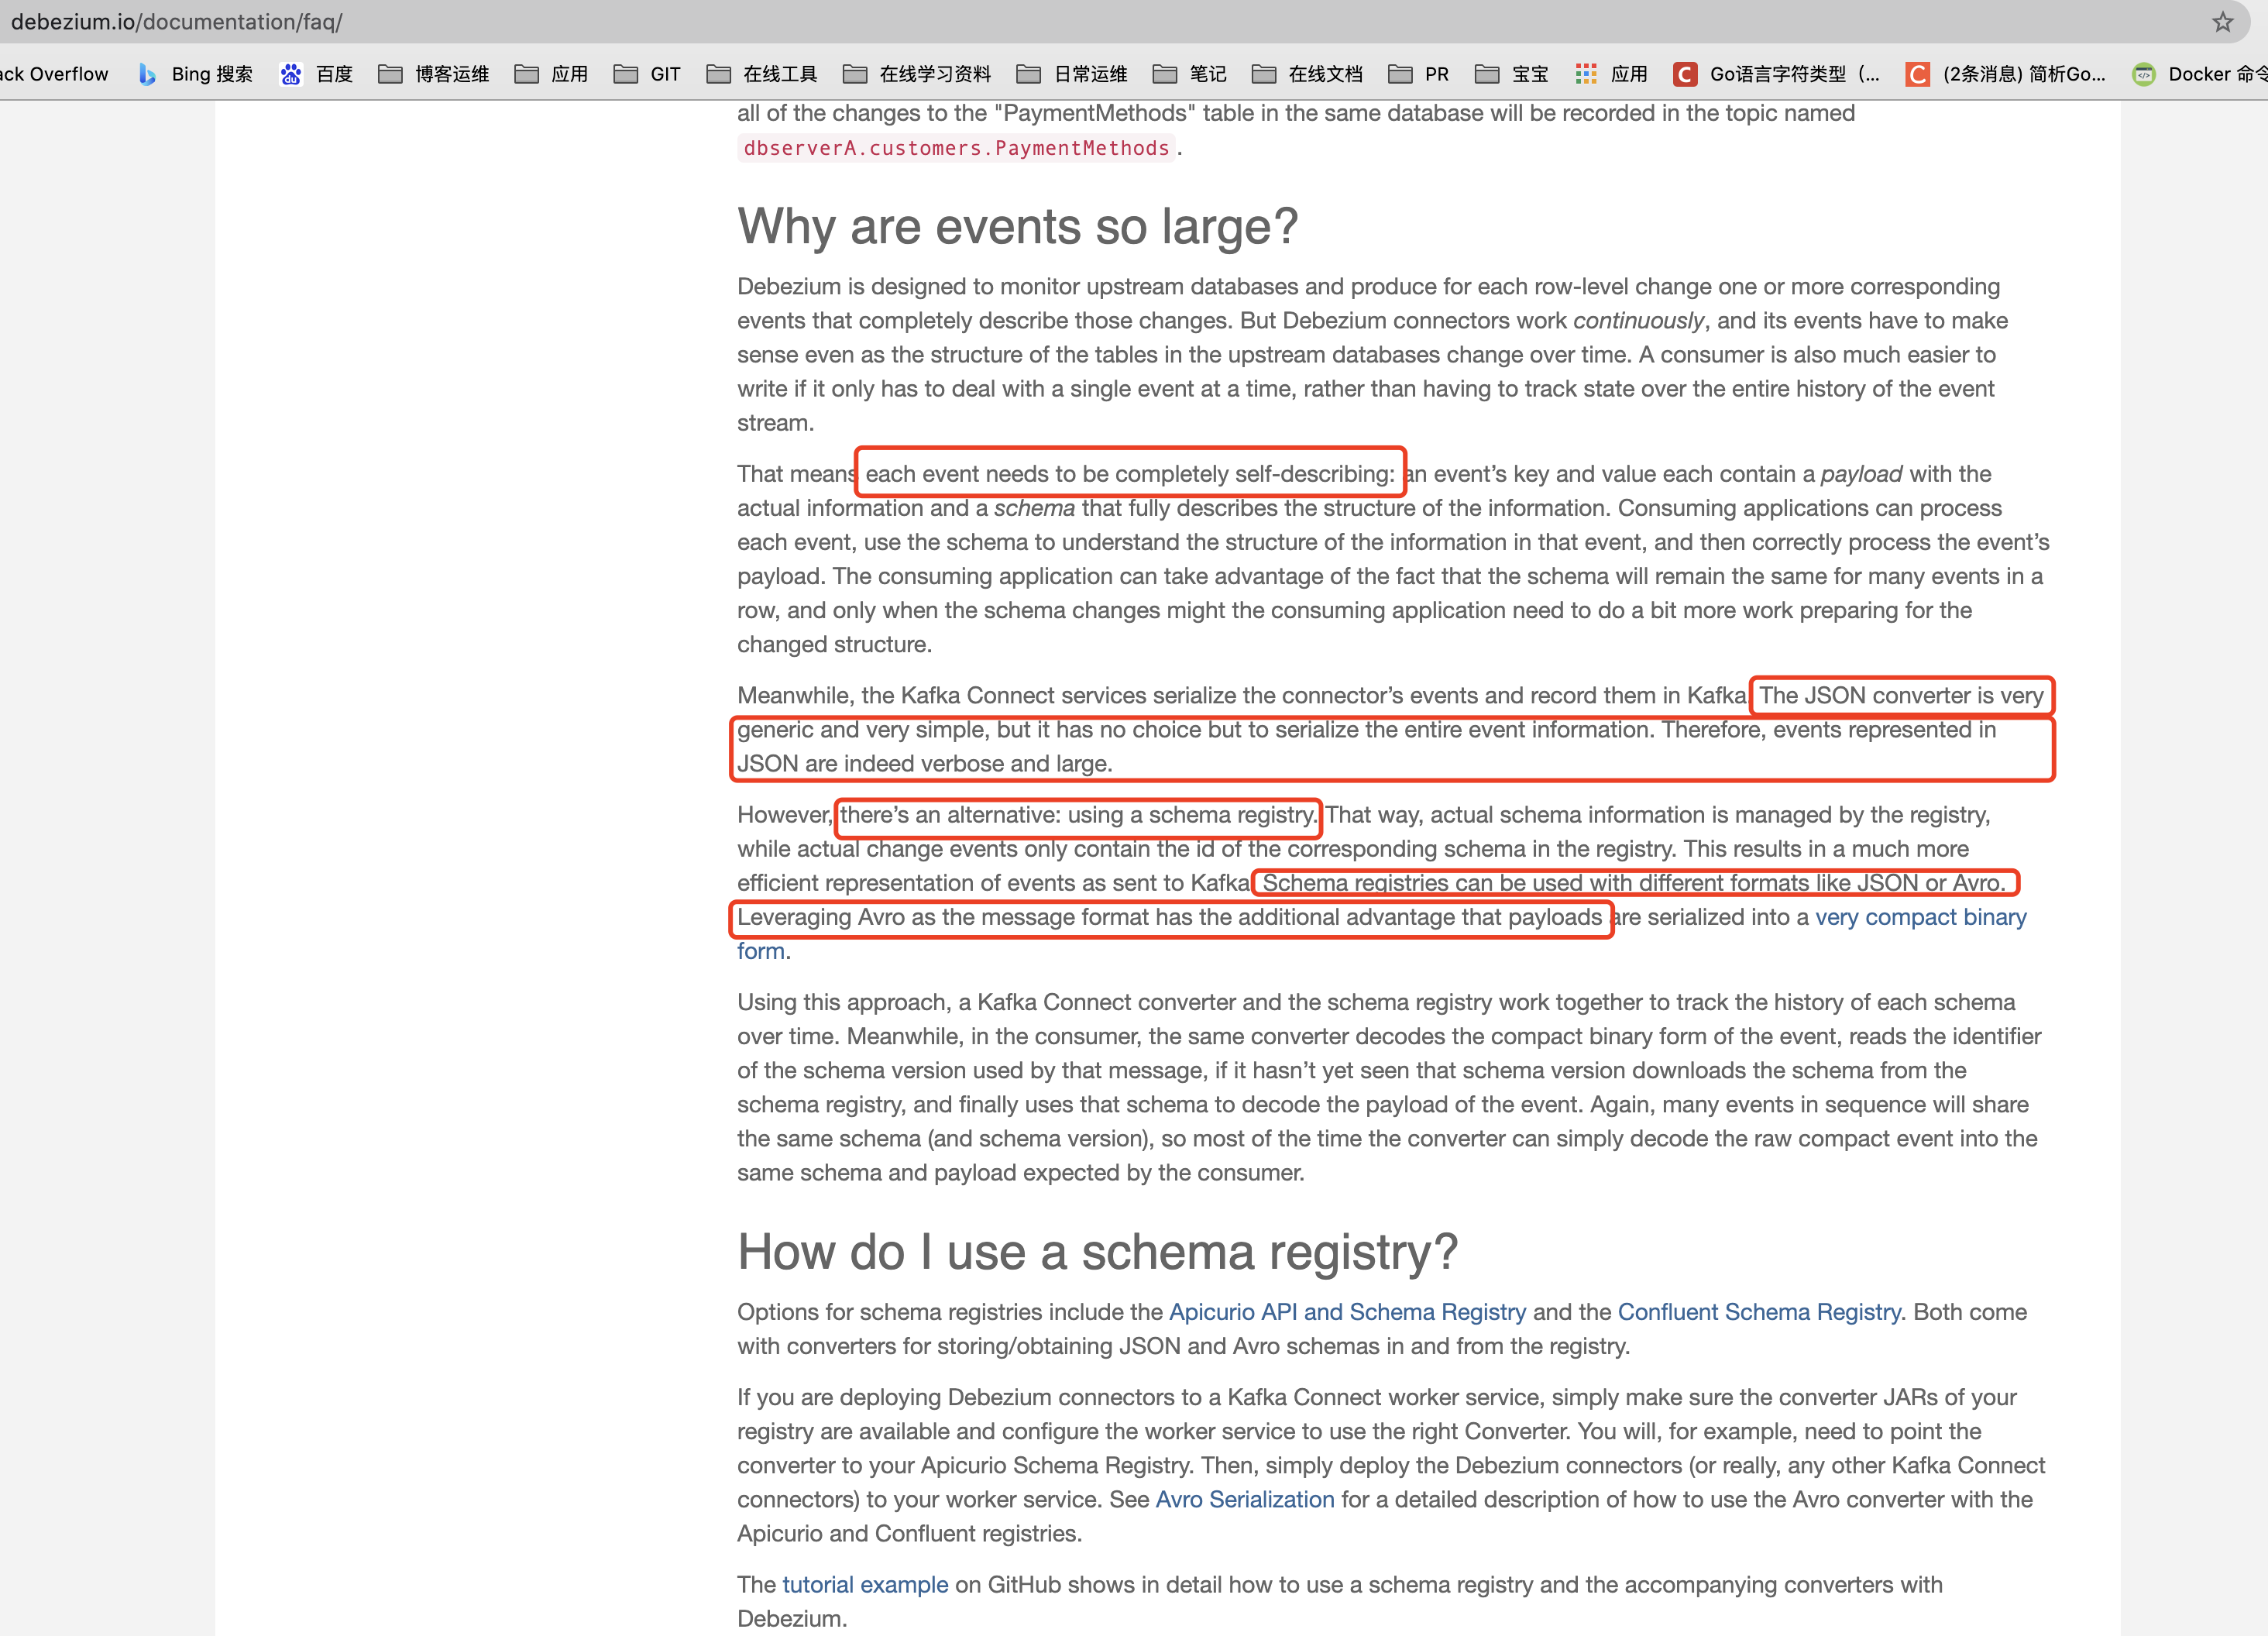 debezium.io/documentation/faq/
ack Overflow Bing 搜索 百度 博客运维 应用 GIT 在线工具 在线学习资料 日常运维 笔记 在线文档 PR 宝宝 应用 Go语言字符类型（... (2条消息) 简析Go... Docker 命令
all of the changes to the "PaymentMethods" table in the same database will be recorded in the topic named
dbserverA.customers.PaymentMethods.
Why are events so large?
Debezium is designed to monitor upstream databases and produce for each row-level change one or more corresponding
events that completely describe those changes. But Debezium connectors work continuously, and its events have to make
sense even as the structure of the tables in the upstream databases change over time. A consumer is also much easier to
write if it only has to deal with a single event at a time, rather than having to track state over the entire history of the event
stream.
That means each event needs to be completely self-describing: an event’s key and value each contain a payload with the
actual information and a schema that fully describes the structure of the information. Consuming applications can process
each event, use the schema to understand the structure of the information in that event, and then correctly process the event’s
payload. The consuming application can take advantage of the fact that the schema will remain the same for many events in a
row, and only when the schema changes might the consuming application need to do a bit more work preparing for the
changed structure.
Meanwhile, the Kafka Connect services serialize the connector’s events and record them in Kafka. The JSON converter is very
generic and very simple, but it has no choice but to serialize the entire event information. Therefore, events represented in
JSON are indeed verbose and large.
However, there’s an alternative: using a schema registry. That way, actual schema information is managed by the registry,
while actual change events only contain the id of the corresponding schema in the registry. This results in a much more
efficient representation of events as sent to Kafka. Schema registries can be used with different formats like JSON or Avro.
Leveraging Avro as the message format has the additional advantage that payloads are serialized into a very compact binary
form.
Using this approach, a Kafka Connect converter and the schema registry work together to track the history of each schema
over time. Meanwhile, in the consumer, the same converter decodes the compact binary form of the event, reads the identifier
of the schema version used by that message, if it hasn’t yet seen that schema version downloads the schema from the
schema registry, and finally uses that schema to decode the payload of the event. Again, many events in sequence will share
the same schema (and schema version), so most of the time the converter can simply decode the raw compact event into the
same schema and payload expected by the consumer.
How do I use a schema registry?
Options for schema registries include the Apicurio API and Schema Registry and the Confluent Schema Registry. Both come
with converters for storing/obtaining JSON and Avro schemas in and from the registry.
If you are deploying Debezium connectors to a Kafka Connect worker service, simply make sure the converter JARs of your
registry are available and configure the worker service to use the right Converter. You will, for example, need to point the
converter to your Apicurio Schema Registry. Then, simply deploy the Debezium connectors (or really, any other Kafka Connect
connectors) to your worker service. See Avro Serialization for a detailed description of how to use the Avro converter with the
Apicurio and Confluent registries.
The tutorial example on GitHub shows in detail how to use a schema registry and the accompanying converters with
Debezium.